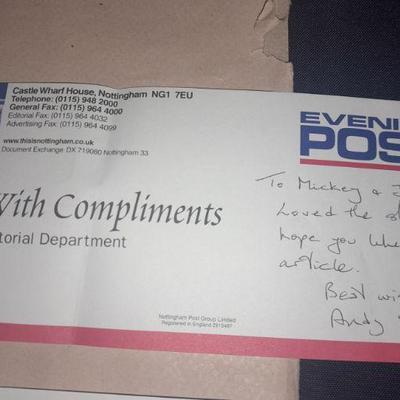 Castle Wharf House, Nottingham NG1 7EU
Telephone: (0115) 948 2000
General Fax: (0115) 964 4000
Editorial Fax: (0115) 964 4032
Advertising Fax: (0115) 964 4099
www.thisisnottingham.co.uk
Document Exchange DX 719060 Nottingham 33
EVENI
POS
With Compliments
torial Department
To Mickey &
Loved the
hope you
article.
Best wi
Andy
Nottingham Post Group Limited
Registered in England